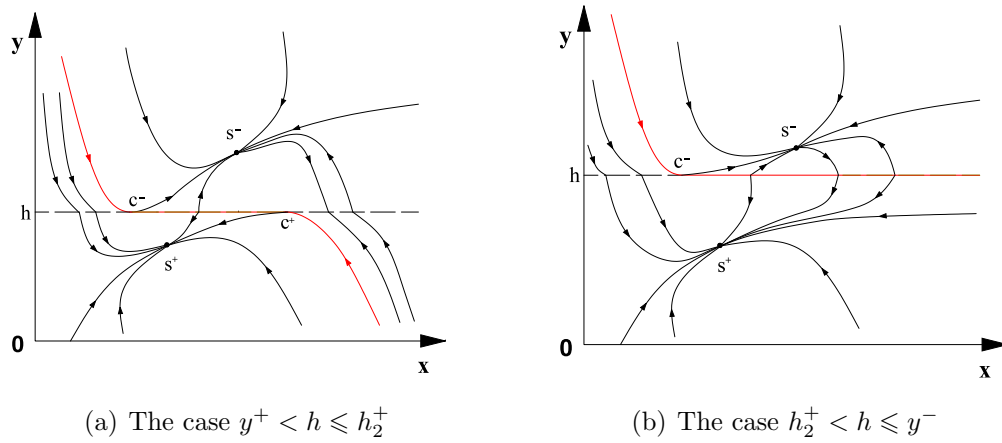 y
s⁻
c⁻
h
c⁺
s⁺
0
x
(a) The case y⁺ < h ⩽ h₂⁺
y
s⁻
c⁻
h
s⁺
0
x
(b) The case h₂⁺ < h ⩽ y⁻